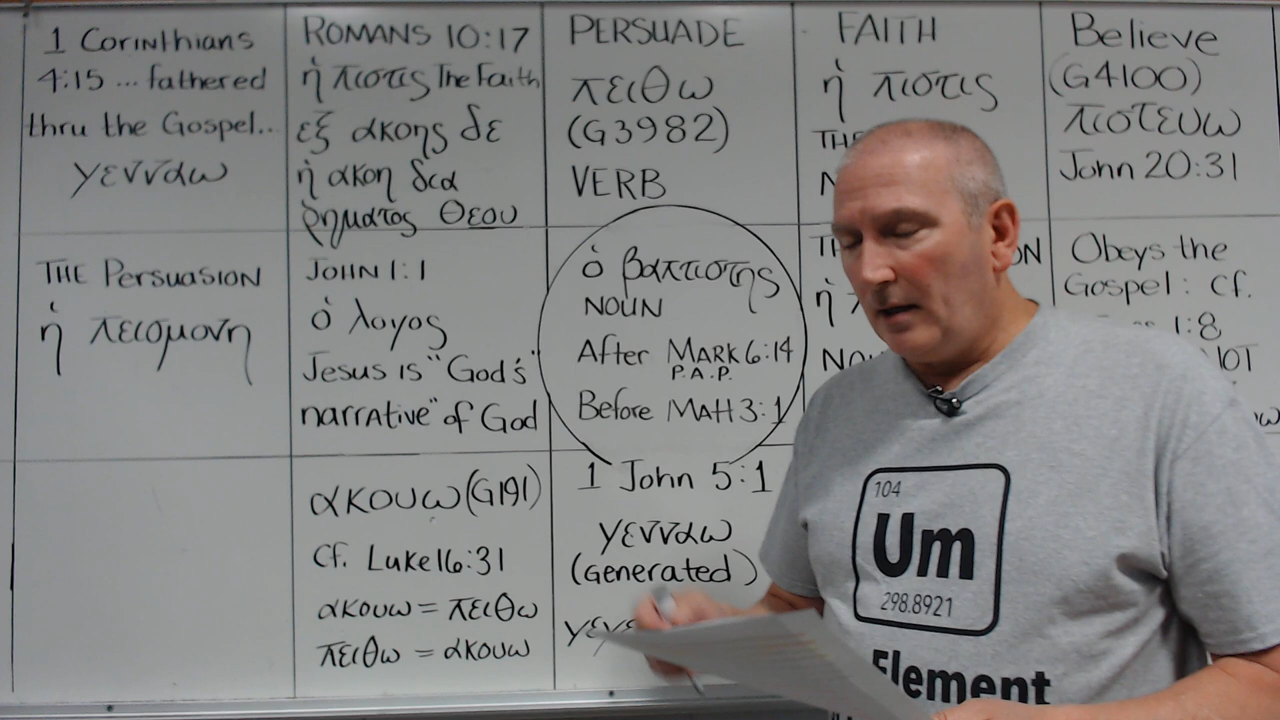 1 Corinthians
4:15 ... fathered
thru the Gospel...
γεννάω
ROMANS 10:17
ἡ πιστις The Faith
εξ ακοης δε
ἡ ακοη δια
ρηματος Θεου
PERSUADE
πειθω
(G3982)
VERB
FAITH
ἡ πιστις
Believe
(G4100)
πιστευω
John 20:31
THE Persuasion
ἡ πεισμονη
JOHN 1:1
ὁ λογος
Jesus is "God's
narrative" of God
ὁ βαπτιστης
NOUN
After MARK 6:14
P.A.P.
Before MATT 3:1
Obeys the
Gospel: Cf.
1:8
ακουω (G191)
Cf. Luke 16:31
ακουω = πειθω
πειθω = ακουω
1 John 5:1
γεννάω
(Generated)
104
Um
298.8921
Element